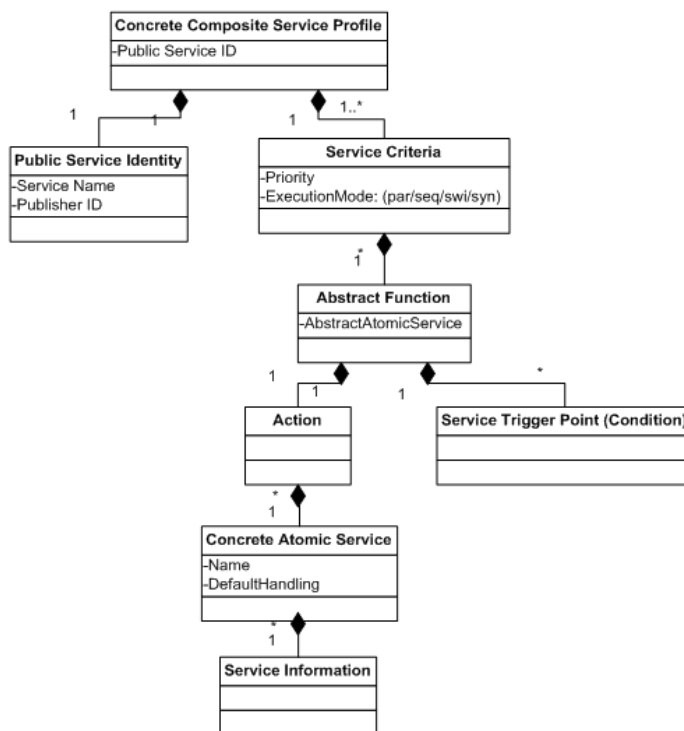 Concrete Composite Service Profile
-Public Service ID
1
1
1
1..*
Public Service Identity
-Service Name
-Publisher ID
Service Criteria
-Priority
-ExecutionMode: (par/seq/swi/syn)
*
1
Abstract Function
-AbstractAtomicService
1
1
1
*
Action
Service Trigger Point (Condition)
*
1
Concrete Atomic Service
-Name
-DefaultHandling
*
1
Service Information